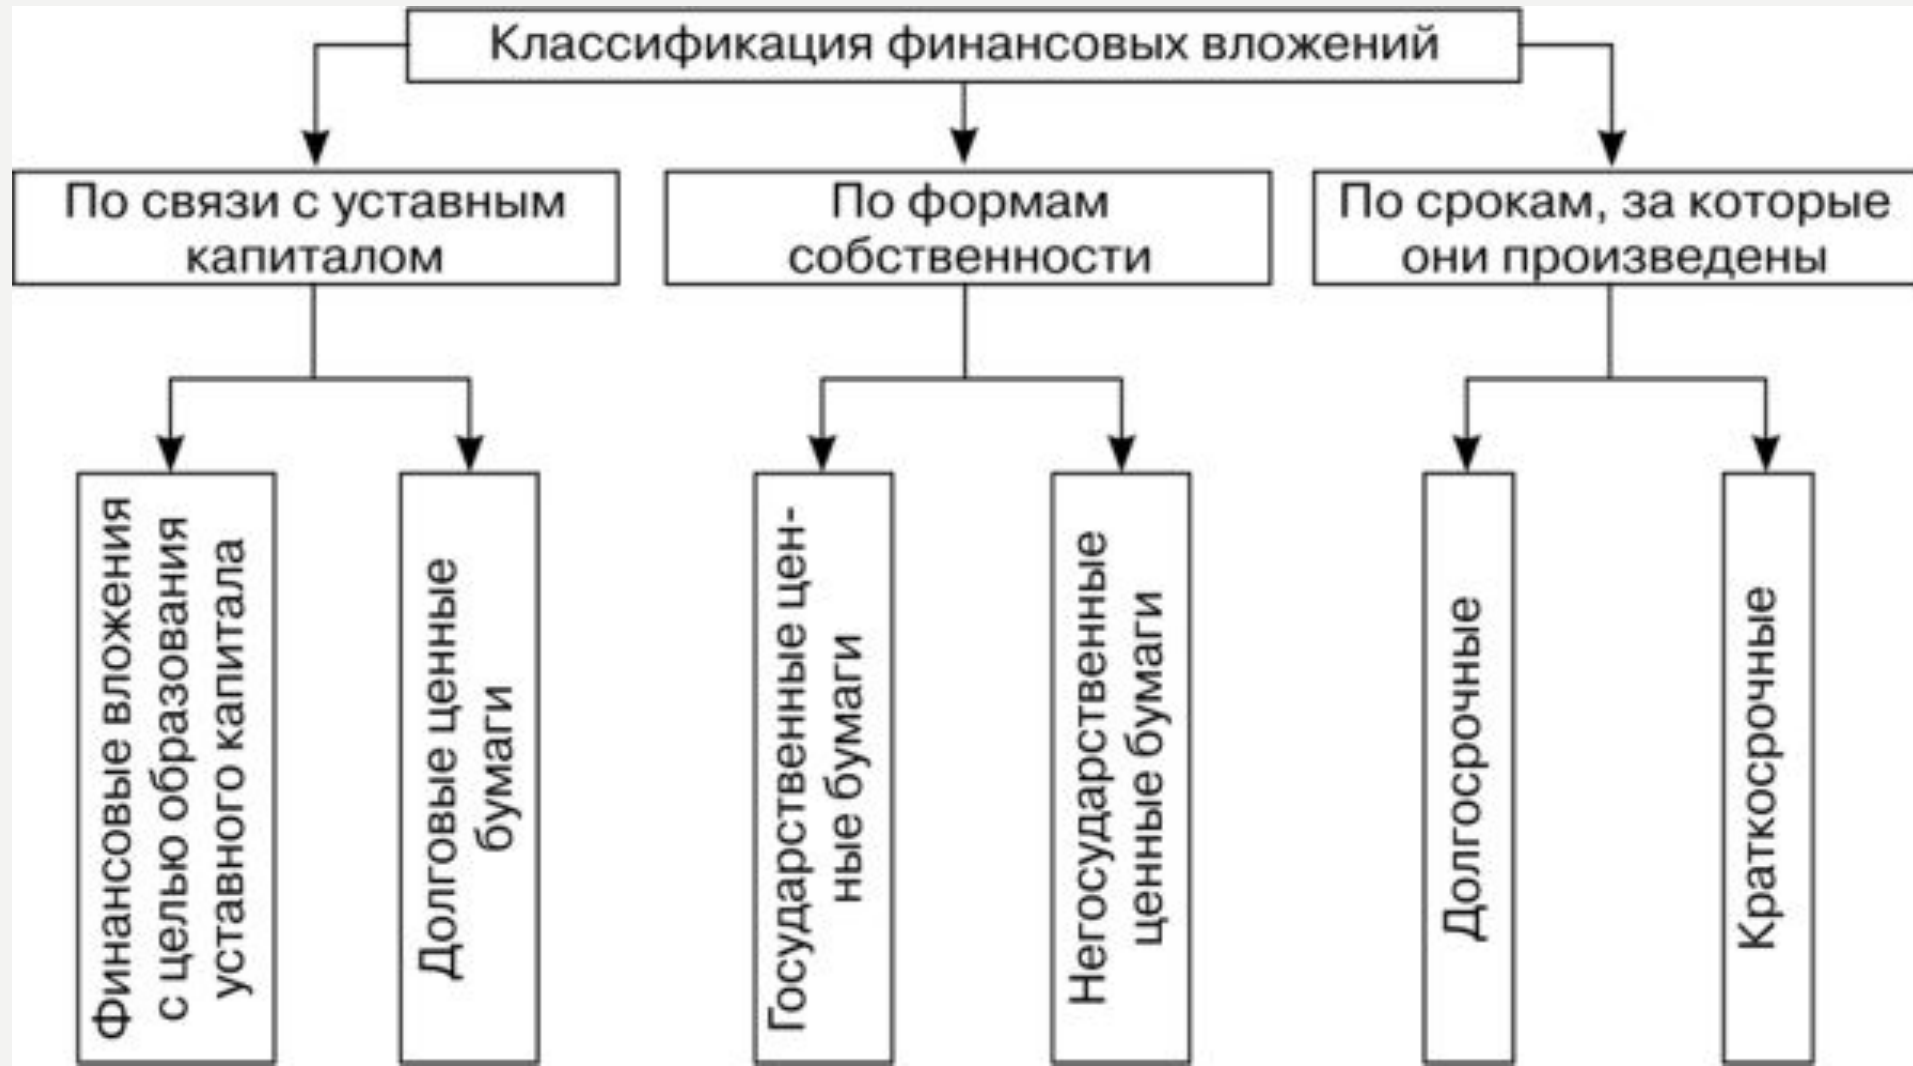 Классификация финансовых вложений
По связи с уставным
капиталом
По формам
собственности
По срокам, за которые
они произведены
Финансовые вложения
с целью образования
уставного капитала
Долговые ценные
бумаги
Государственные цен-
ные бумаги
Негосударственные
ценные бумаги
Долгосрочные
Краткосрочные